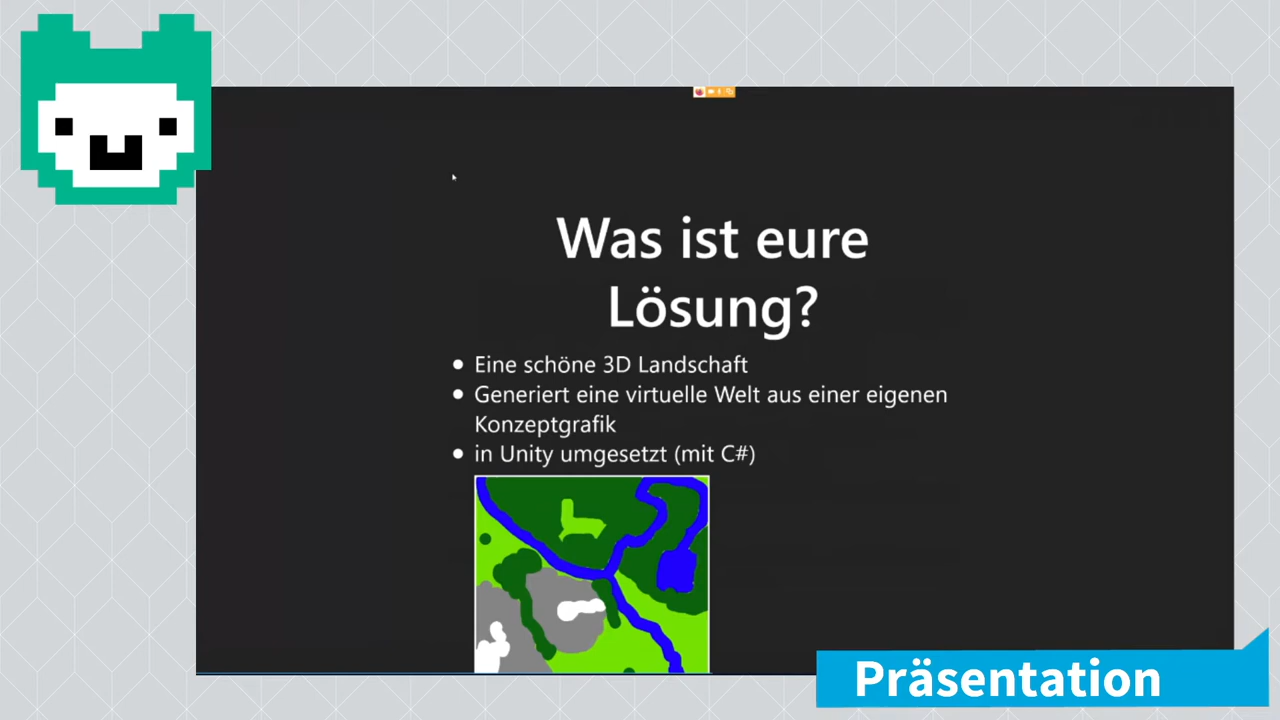 Was ist eure
Lösung?
• Eine schöne 3D Landschaft
• Generiert eine virtuelle Welt aus einer eigenen
Konzeptgrafik
• in Unity umgesetzt (mit C#)
Präsentation